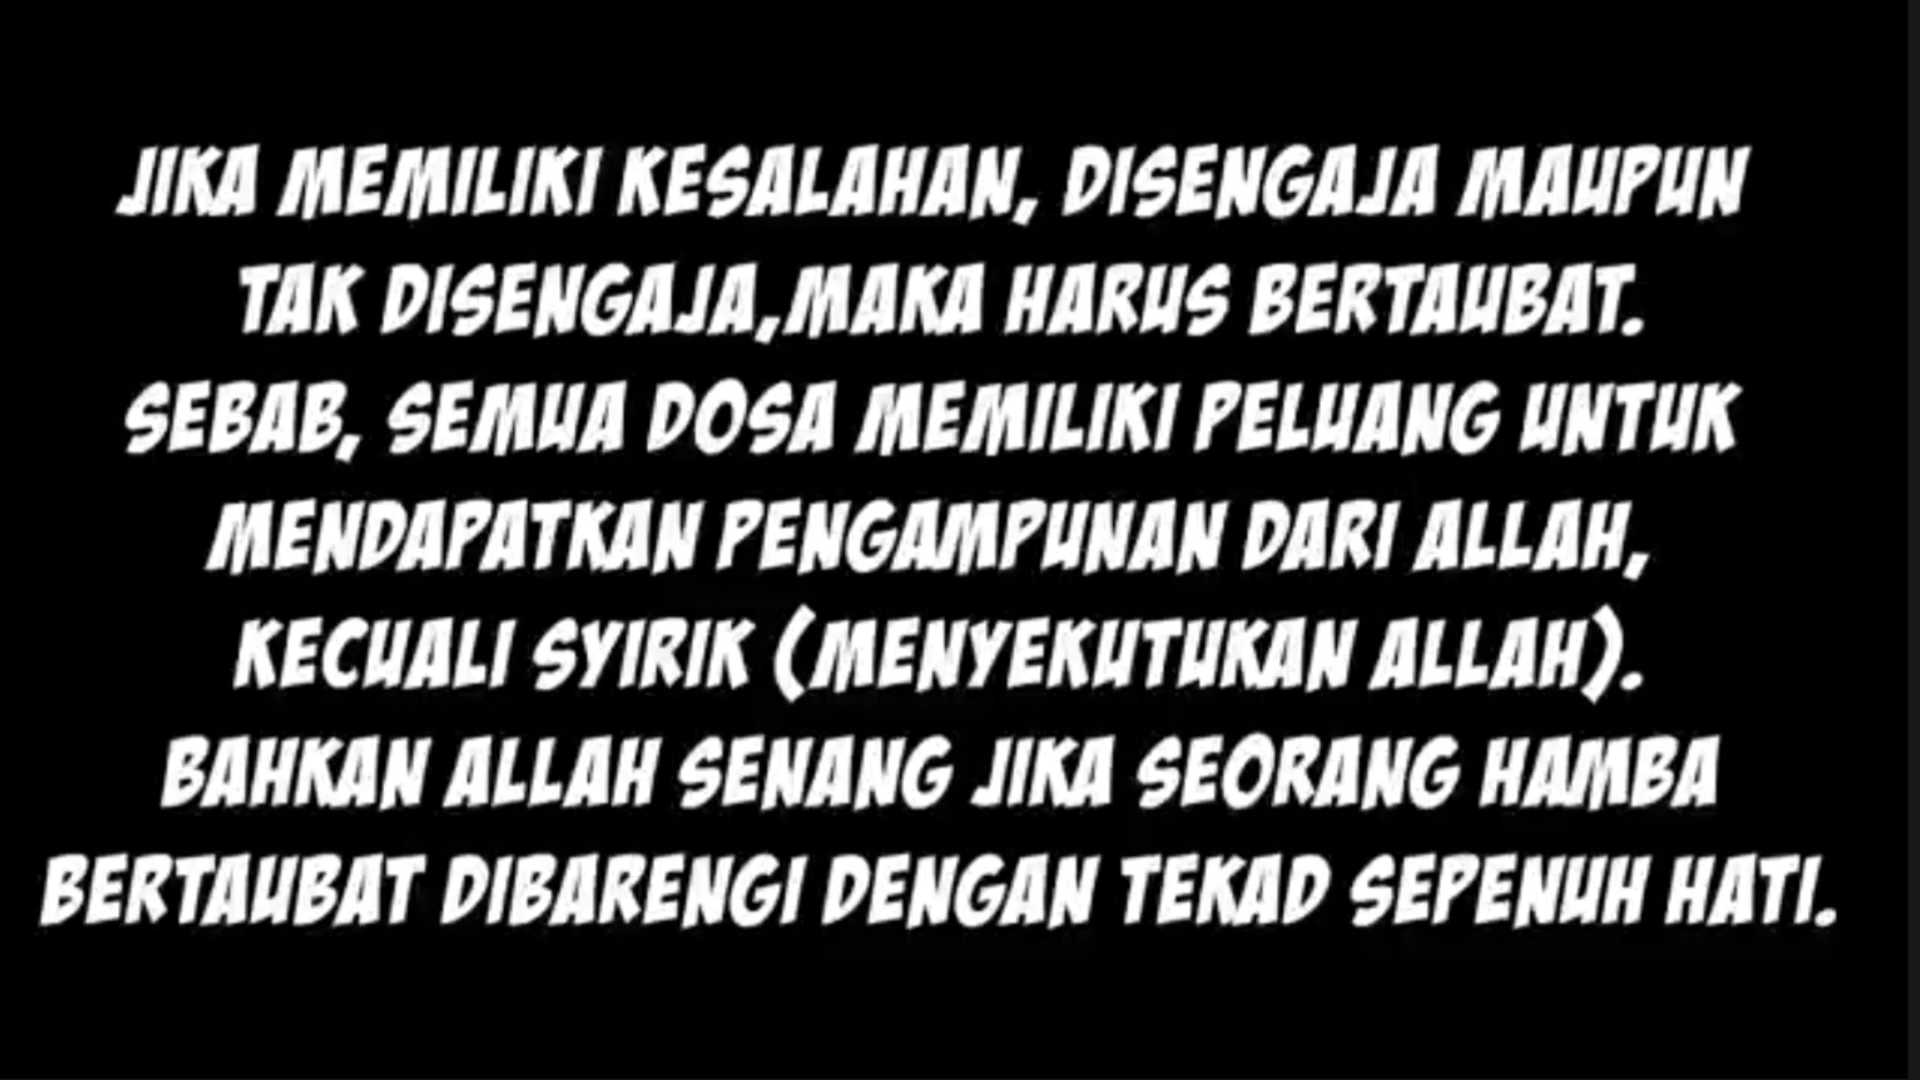 JIKA MEMILIKI KESALAHAN, DISENGAJA MAUPUN
TAK DISENGAJA,MAKA HARUS BERTAUBAT.
SEBAB, SEMUA DOSA MEMILIKI PELUANG UNTUK
MENDAPATKAN PENGAMPUNAN DARI ALLAH,
KECUALI SYIRIK (MENYEKUTUKAN ALLAH).
BAHKAN ALLAH SENANG JIKA SEORANG HAMBA
BERTAUBAT DIBARENGI DENGAN TEKAD SEPENUH HATI.